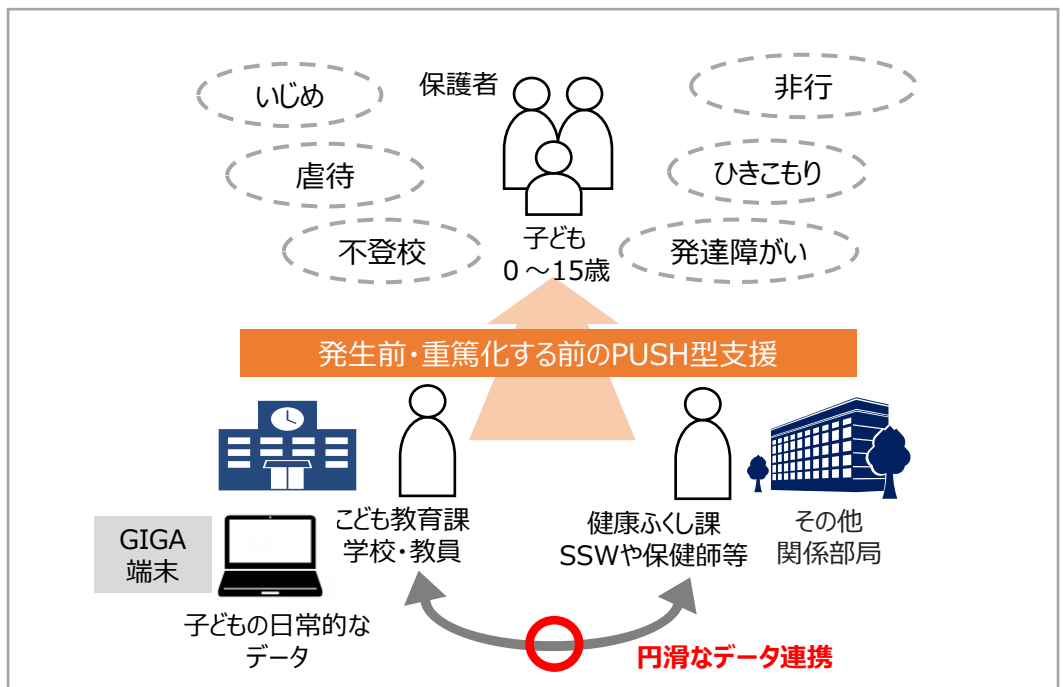 いじめ
保護者
非行
虐待
ひきこもり
不登校
子ども
0～15歳
発達障がい
発生前・重篤化する前のPUSH型支援
こども教育課
学校・教員
健康ふくし課
SSWや保健師等
その他
関係部局
GIGA
端末
子どもの日常的な
データ
円滑なデータ連携